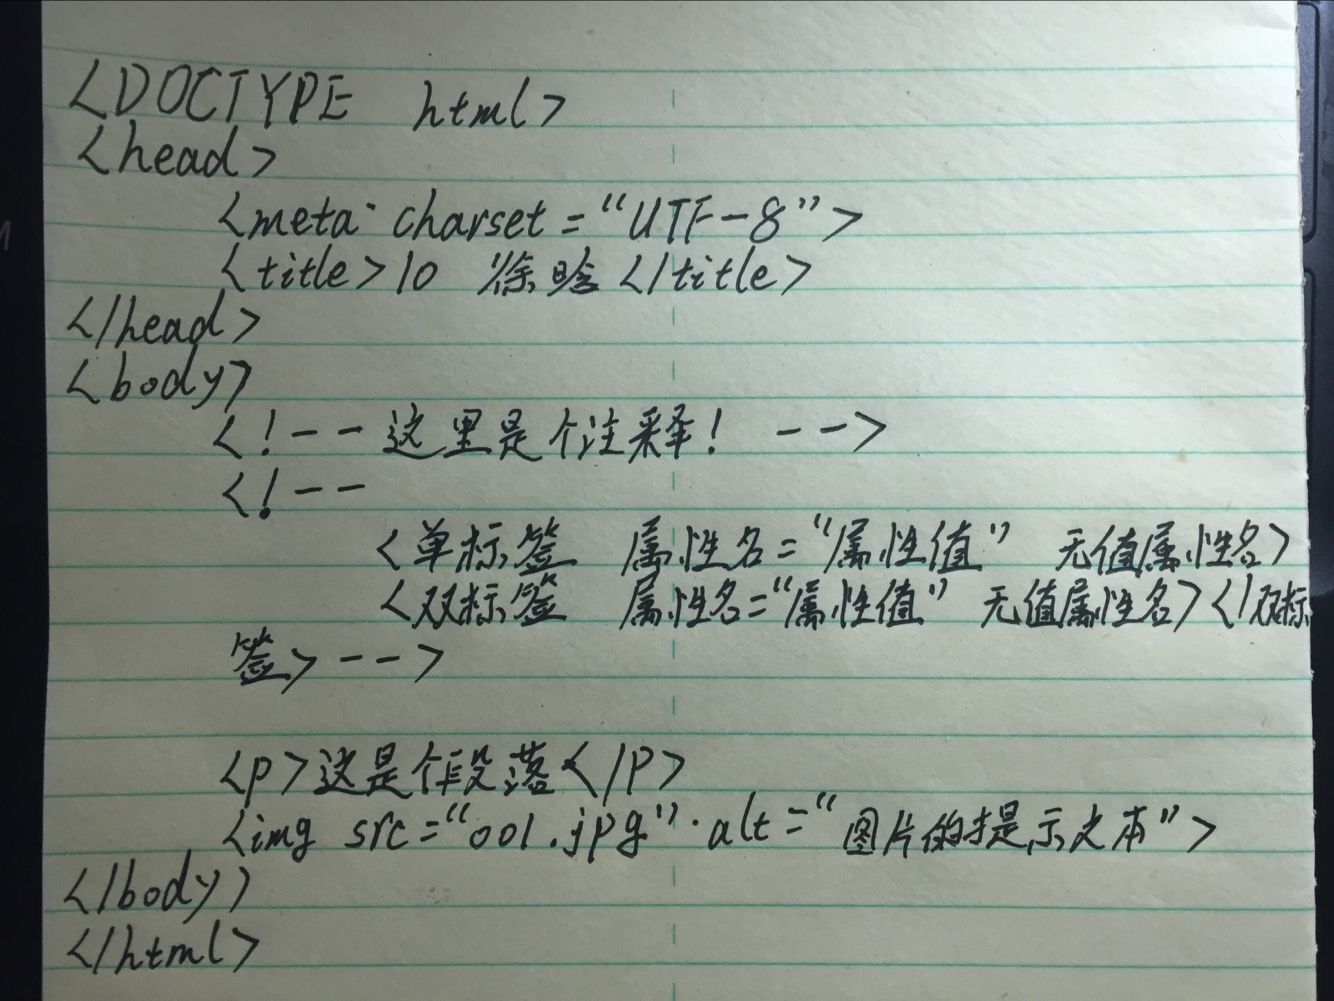 <DOCTYPE html>
<head>
<meta charset="UTF-8">
<title>10 徐晗</title>
</head>
<body>
<!--这里是个注释! -->
<!--
<单标签 属性名="属性值" 无值属性名>
<双标签 属性名="属性值" 无值属性名></双标
签>-->
<p>这是个段落</p>
<img src="001.jpg" alt="图片的提示文本">
</body>
</html>